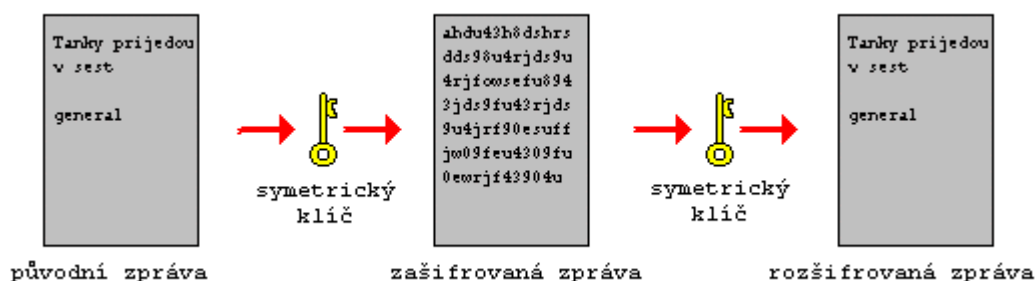 Tanky prijedou
v sest
general
symetrický
klíč
ahdu43h8dshrs
dds98u4rjds9u
4rjfowsefu894
3jds9fu43rjds
9u4jrf90esuff
jw09feu4309fu
0ewrjf43904u
symetrický
klíč
Tanky prijedou
v sest
general
původní zpráva
zašifrovaná zpráva
rozšifrovaná zpráva